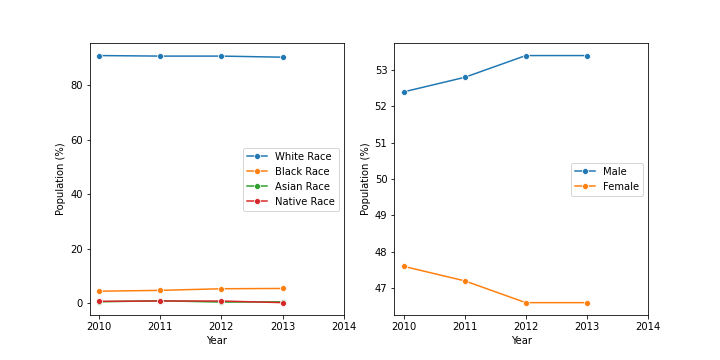 Population (%)
80
60
40
20
0
2010 2011 2012 2013 2014
Year
White Race
Black Race
Asian Race
Native Race
Population (%)
53
52
51
50
49
48
47
2010 2011 2012 2013 2014
Year
Male
Female